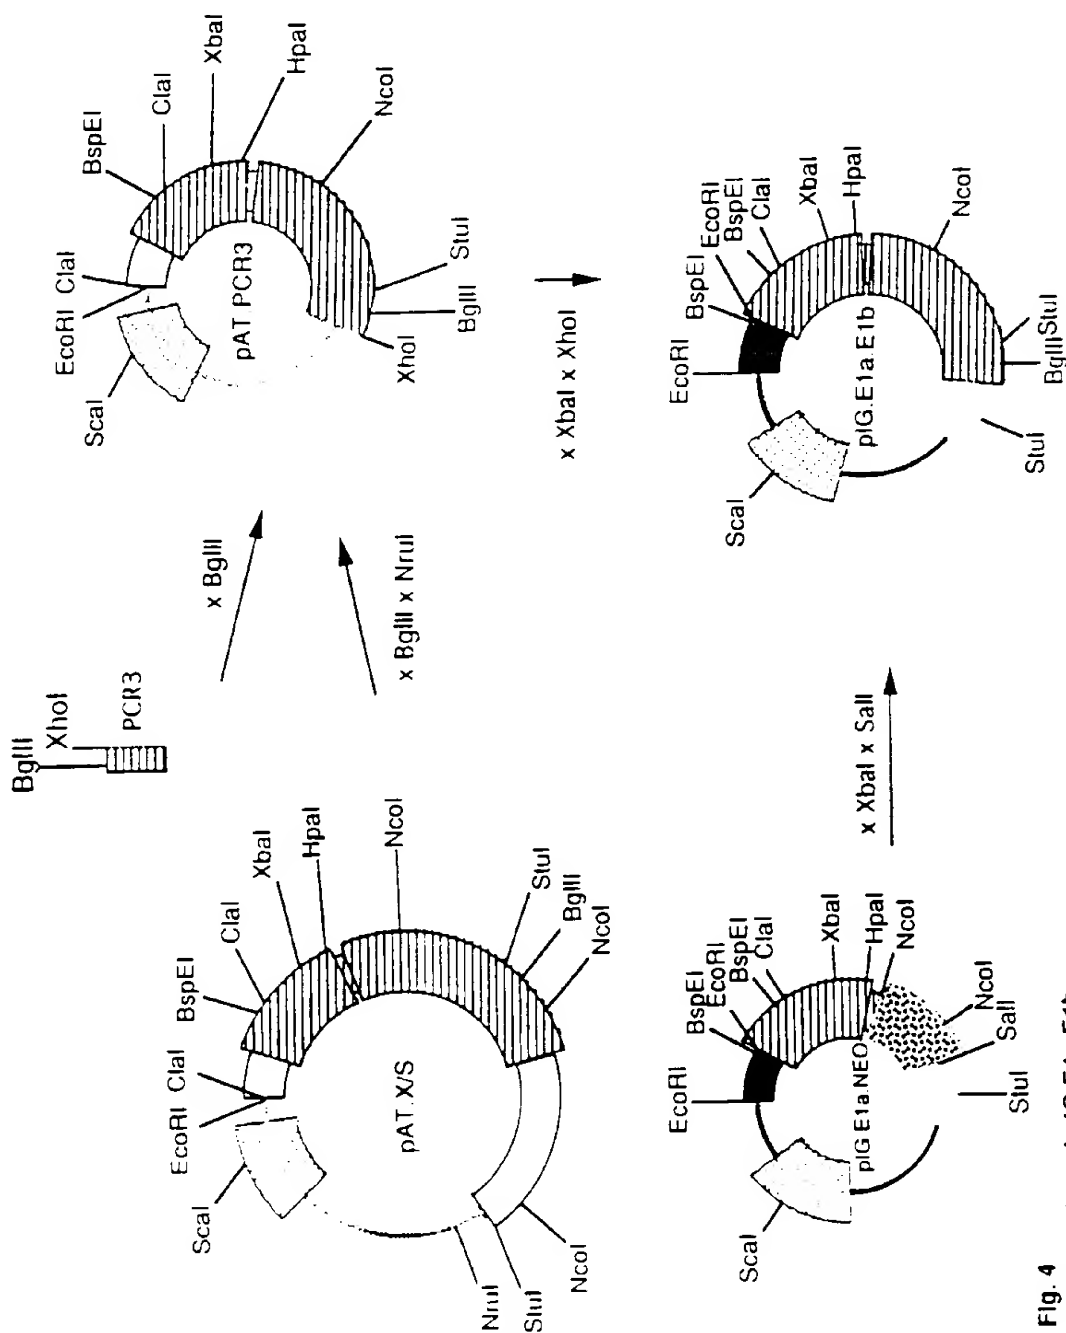 BglII
XhoI
PCR3
x BglII
x BglII x NruI
ScaI
EcoRI
ClaI
BspEI
ClaI
XbaI
HpaI
NcoI
StuI
BglII
XhoI
pAT.PCR3
ScaI
EcoRI
ClaI
BspEI
ClaI
XbaI
HpaI
NcoI
StuI
BglII
NcoI
NcoI
StuI
NruI
pAT.X/S
x XbaI x XhoI
ScaI
EcoRI
BspEI
EcoRI
BspEI
ClaI
XbaI
HpaI
NcoI
NcoI
SalI
StuI
pIG.E1a.NEO
x XbaI x SalI
ScaI
EcoRI
BspEI
EcoRI
BspEI
ClaI
XbaI
HpaI
NcoI
StuI
BglII
StuI
pIG.E1a.E1b
Fig. 4